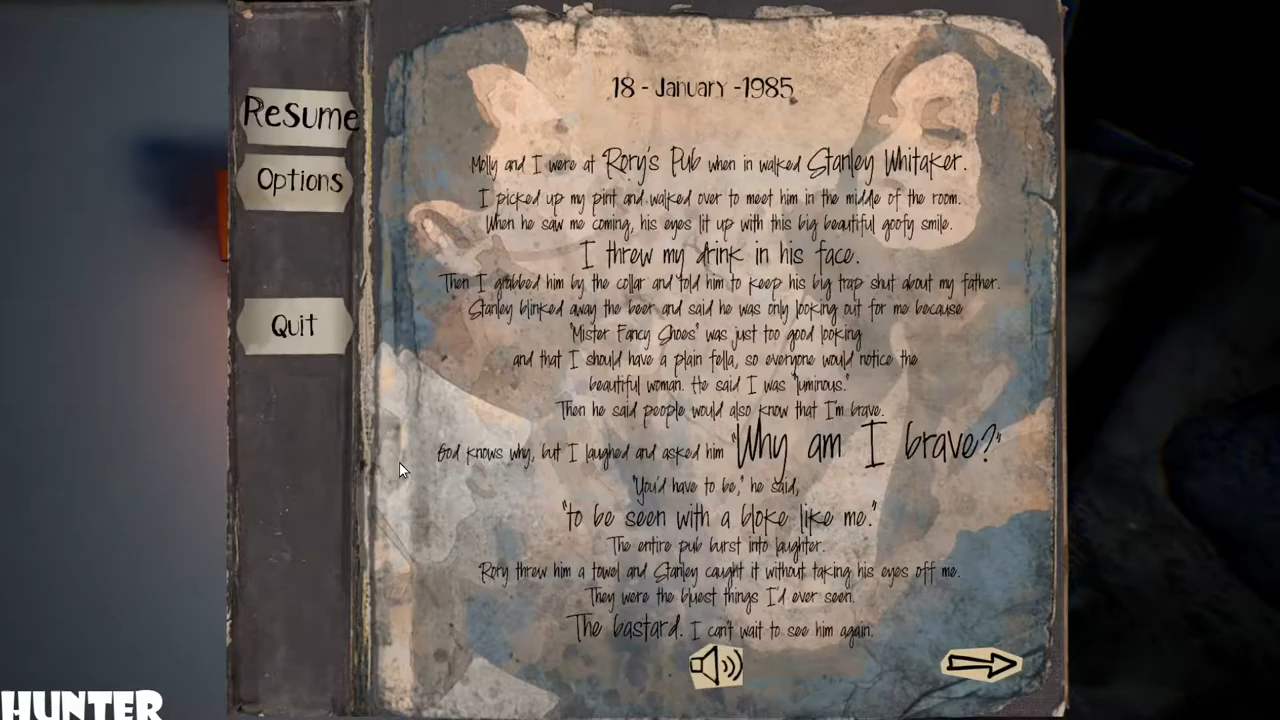 Resume
Options
Quit
18 - January -1985
Molly and I were at Rory's Pub when in walked Stanley Whitaker.
I picked up my pint and walked over to meet him in the middle of the room.
When he saw me coming, his eyes lit up with this big beautiful goofy smile.
I threw my drink in his face.
Then I grabbed him by the collar and told him to keep his big trap shut about my father.
Stanley blinked away the beer and said he was only looking out for me because
"Mister Fancy Shoes" was just too good looking
and that I should have a plain fella, so everyone would notice the
beautiful woman. He said I was "luminous."
Then he said people would also know that I'm brave.
God knows why, but I laughed and asked him "Why am I brave?"
"You'd have to be," he said,
"to be seen with a bloke like me."
The entire pub burst into laughter.
Rory threw him a towel and Stanley caught it without taking his eyes off me.
They were the bluest things I'd ever seen.
The bastard. I can't wait to see him again.
HUNTER